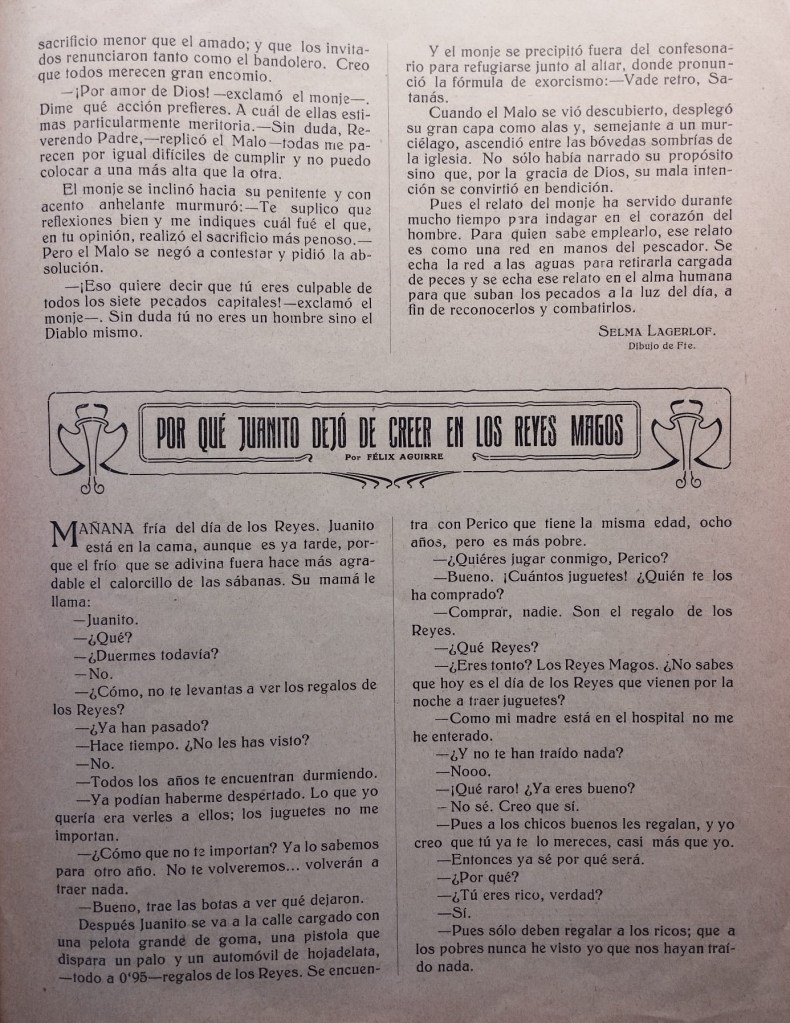 sacrificio menor que el amado; y que los invita-
dos renunciaron tanto como el bandolero. Creo
que todos merecen gran encomio.
—¡Por amor de Dios!—exclamó el monje—.
Dime qué acción prefieres. A cuál de ellas esti-
mas particularmente meritoria.—Sin duda, Re-
verendo Padre,—replicó el Malo—todas me pa-
recen por igual difíciles de cumplir y no puedo
colocar a una más alta que la otra.
El monje se inclinó hacia su penitente y con
acento anhelante murmuró:—Te suplico que
reflexiones bien y me indiques cuál fué el que,
en tu opinión, realizó el sacrificio más penoso.—
Pero el Malo se negó a contestar y pidió la ab-
solución.
—¡Eso quiere decir que tú eres culpable de
todos los siete pecados capitales!—exclamó el
monje—. Sin duda tú no eres un hombre sino el
Diablo mismo.
Y el monje se precipitó fuera del confesona-
rio para refugiarse junto al altar, donde pronun-
ció la fórmula de exorcismo:—Vade retro, Sa-
tanás.
Cuando el Malo se vió descubierto, desplegó
su gran capa como alas y, semejante a un mur-
ciélago, ascendió entre las bóvedas sombrías de
la iglesia. No sólo había narrado su propósito
sino que, por la gracia de Dios, su mala inten-
ción se convirtió en bendición.
Pues el relato del monje ha servido durante
mucho tiempo para indagar en el corazón del
hombre. Para quien sabe emplearlo, ese relato
es como una red en manos del pescador. Se
echa la red a las aguas para retirarla cargada
de peces y se echa ese relato en el alma humana
para que suban los pecados a la luz del día, a
fin de reconocerlos y combatirlos.
SELMA LAGERLOF.
Dibujo de Fte.
POR QUÉ JUANITO DEJÓ DE CREER EN LOS REYES MAGOS
Por FÉLIX AGUIRRE
MAÑANA fría del día de los Reyes. Juanito
está en la cama, aunque es ya tarde, por-
que el frío que se adivina fuera hace más agra-
dable el calorcillo de las sábanas. Su mamá le
llama:
—Juanito.
—¿Qué?
—¿Duermes todavía?
—No.
—¿Cómo, no te levantas a ver los regalos de
los Reyes?
—¿Ya han pasado?
—Hace tiempo. ¿No les has visto?
—No.
—Todos los años te encuentran durmiendo.
—Ya podían haberme despertado. Lo que yo
quería era verles a ellos; los juguetes no me
importan.
—¿Cómo que no te importan? Ya lo sabemos
para otro año. No te volveremos... volverán a
traer nada.
—Bueno, trae las botas a ver qué dejaron.
Después Juanito se va a la calle cargado con
una pelota grande de goma, una pistola que
dispara un palo y un automóvil de hojadelata,
—todo a 0'95—regalos de los Reyes. Se encuen-
tra con Perico que tiene la misma edad, ocho
años, pero es más pobre.
—¿Quiéres jugar conmigo, Perico?
—Bueno. ¡Cuántos juguetes! ¿Quién te los
ha comprado?
—Comprar, nadie. Son el regalo de los
Reyes.
—¿Qué Reyes?
—¿Eres tonto? Los Reyes Magos. ¿No sabes
que hoy es el día de los Reyes que vienen por la
noche a traer juguetes?
—Como mi madre está en el hospital no me
he enterado.
—¿Y no te han traído nada?
—Nooo.
—¡Qué raro! ¿Ya eres bueno?
– No sé. Creo que sí.
—Pues a los chicos buenos les regalan, y yo
creo que tú ya te lo mereces, casi más que yo.
—Entonces ya sé por qué será.
—¿Por qué?
—¿Tú eres rico, verdad?
—Sí.
—Pues sólo deben regalar a los ricos; que a
los pobres nunca he visto yo que nos hayan traí-
do nada.